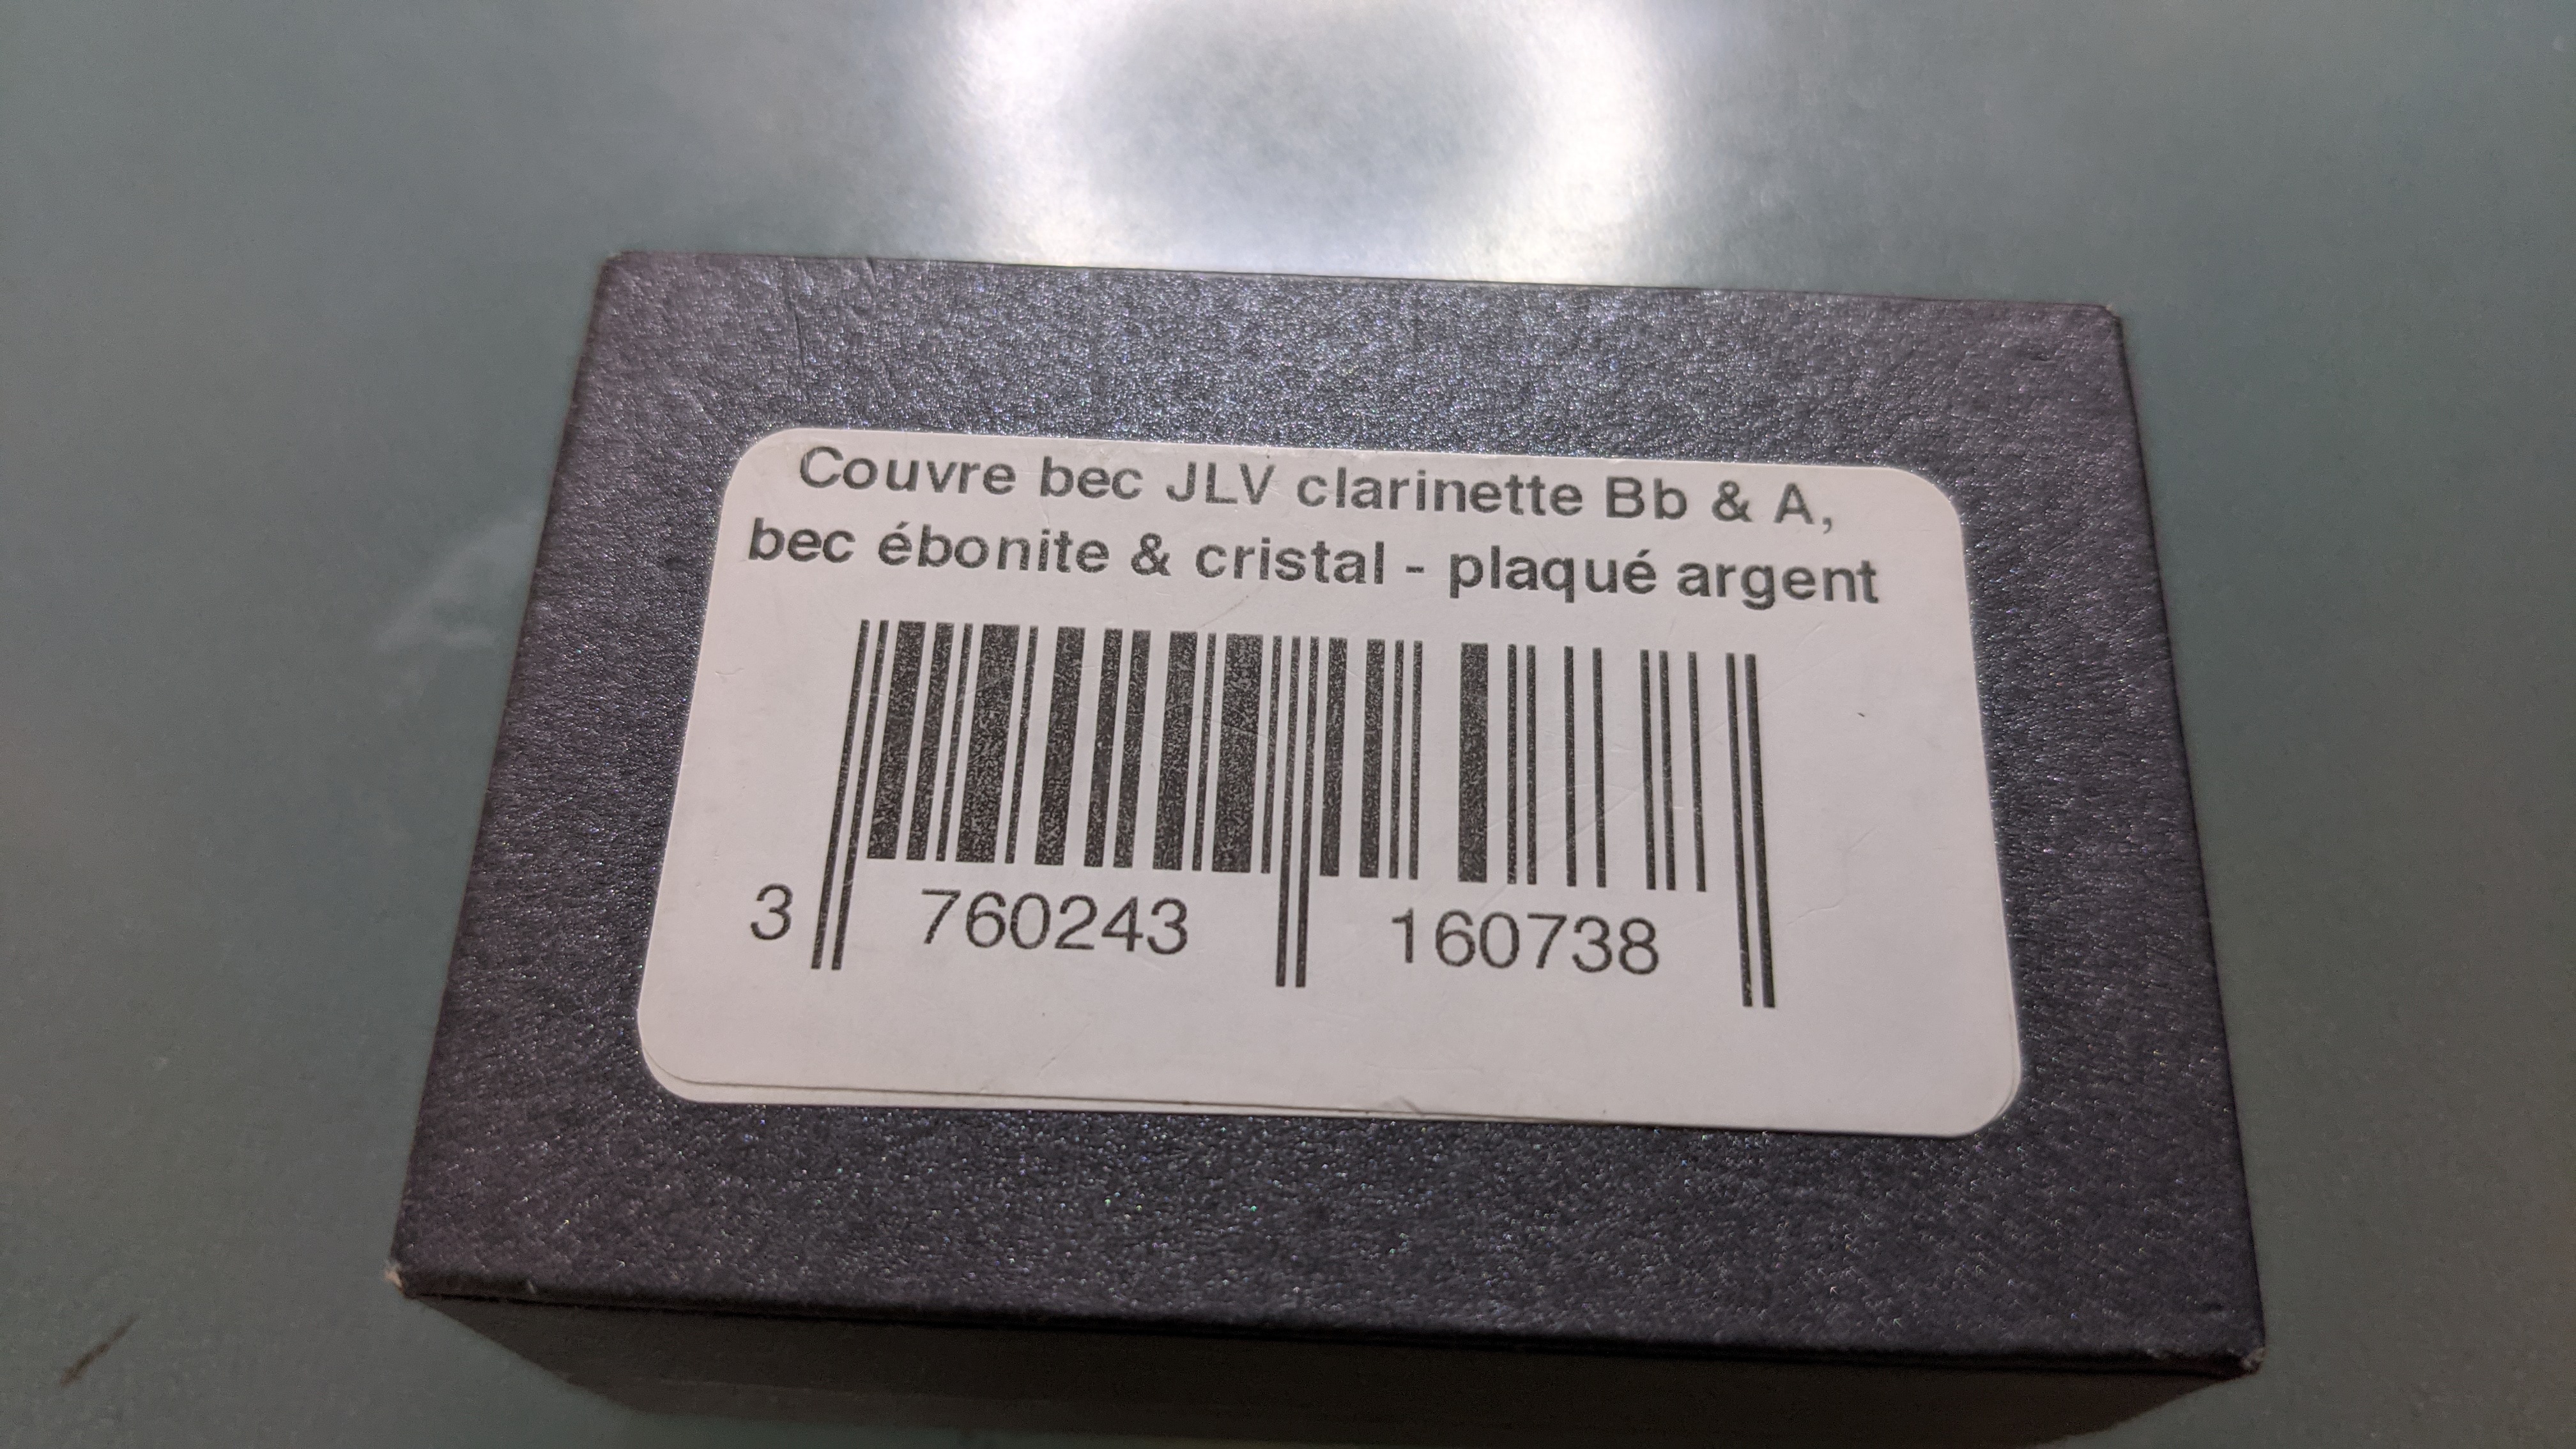 Couvre bec JLV clarinette Bb & A,
bec ébonite & cristal - plaqué argent
3 760243 160738